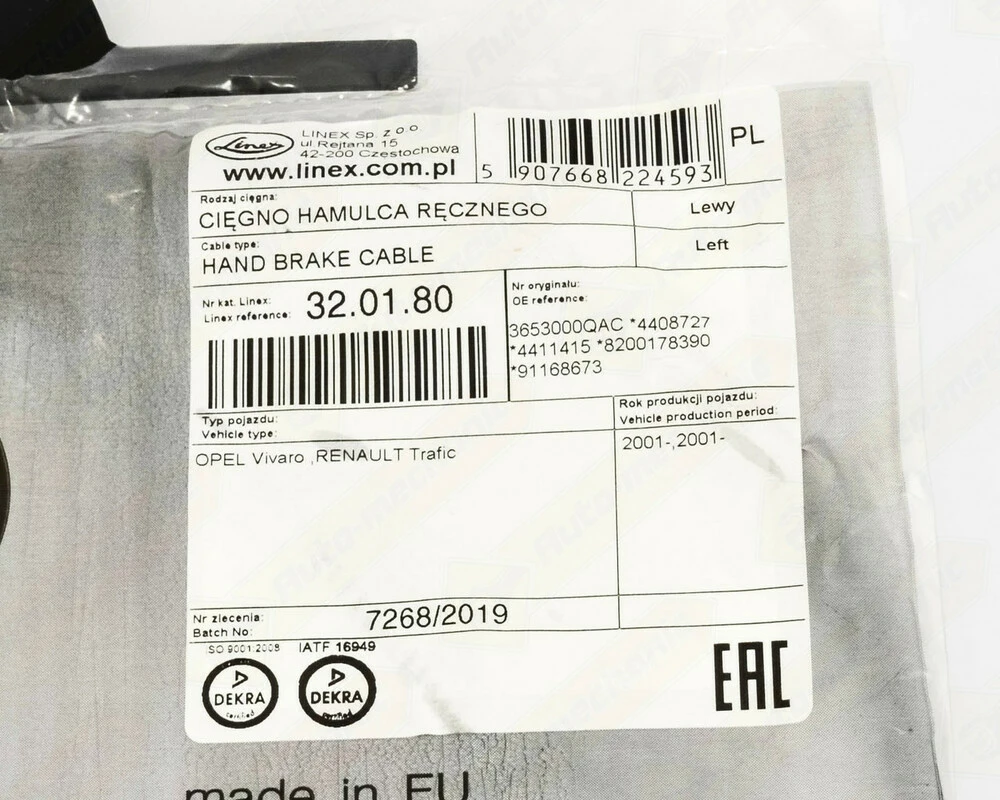 Linex
LINEX Sp. z o.o
ul.Rejtana 15
42-200 Czestochowa
www.linex.com.pl
5 907668 224593
PL
Rodzaj cięgna:
CIĘGNO HAMULCA RĘCZNEGO
Lewy
Cable type:
HAND BRAKE CABLE
Left
Nr kat. Linex:
Linex reference:
32.01.80
Nr oryginału:
OE reference:
3653000QAC *4408727
*4411415 *8200178390
*91168673
Typ pojazdu:
Vehicle type:
Rok produkcji pojazdu:
Vehicle production period:
OPEL Vivaro ,RENAULT Trafic
2001-,2001-
Nr zlecenia:
Batch No:
7268/2019
ISO 9001:2008 IATF 16949
DEKRA
certified
DEKRA
certified
EAC
made in EU